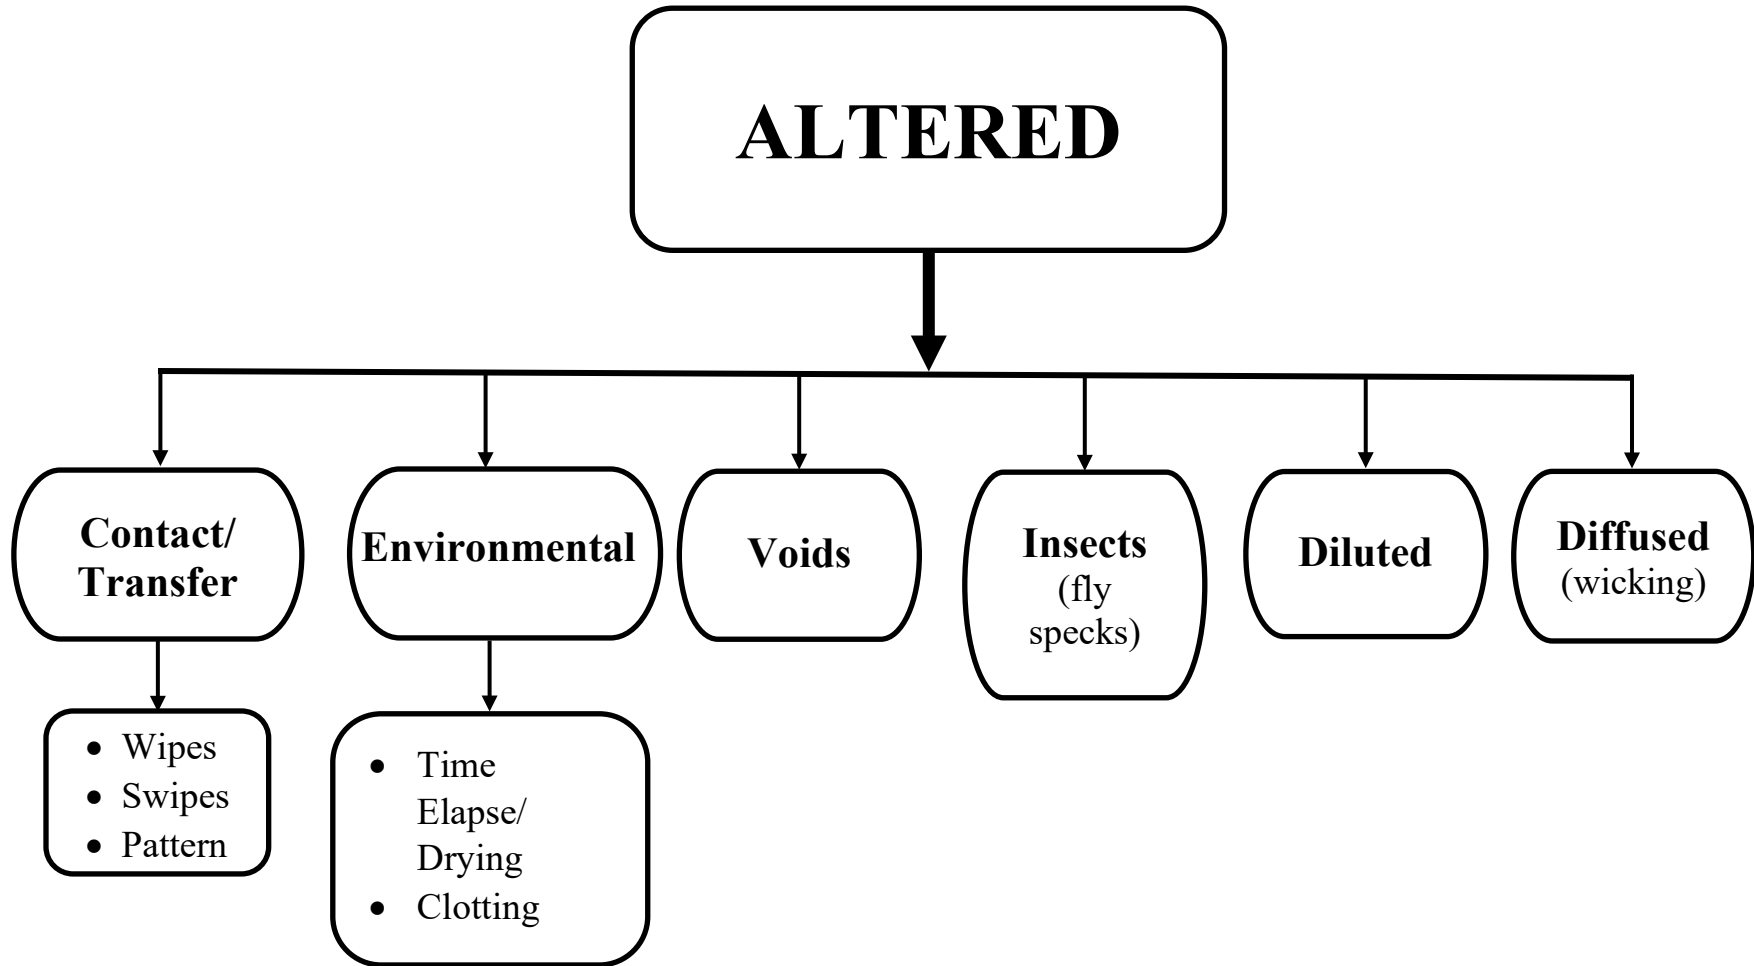 ALTERED
Contact/
Transfer
Environmental
Voids
Insects
(fly
specks)
Diluted
Diffused
(wicking)
• Wipes
• Swipes
• Pattern
• Time
Elapse/
Drying
• Clotting